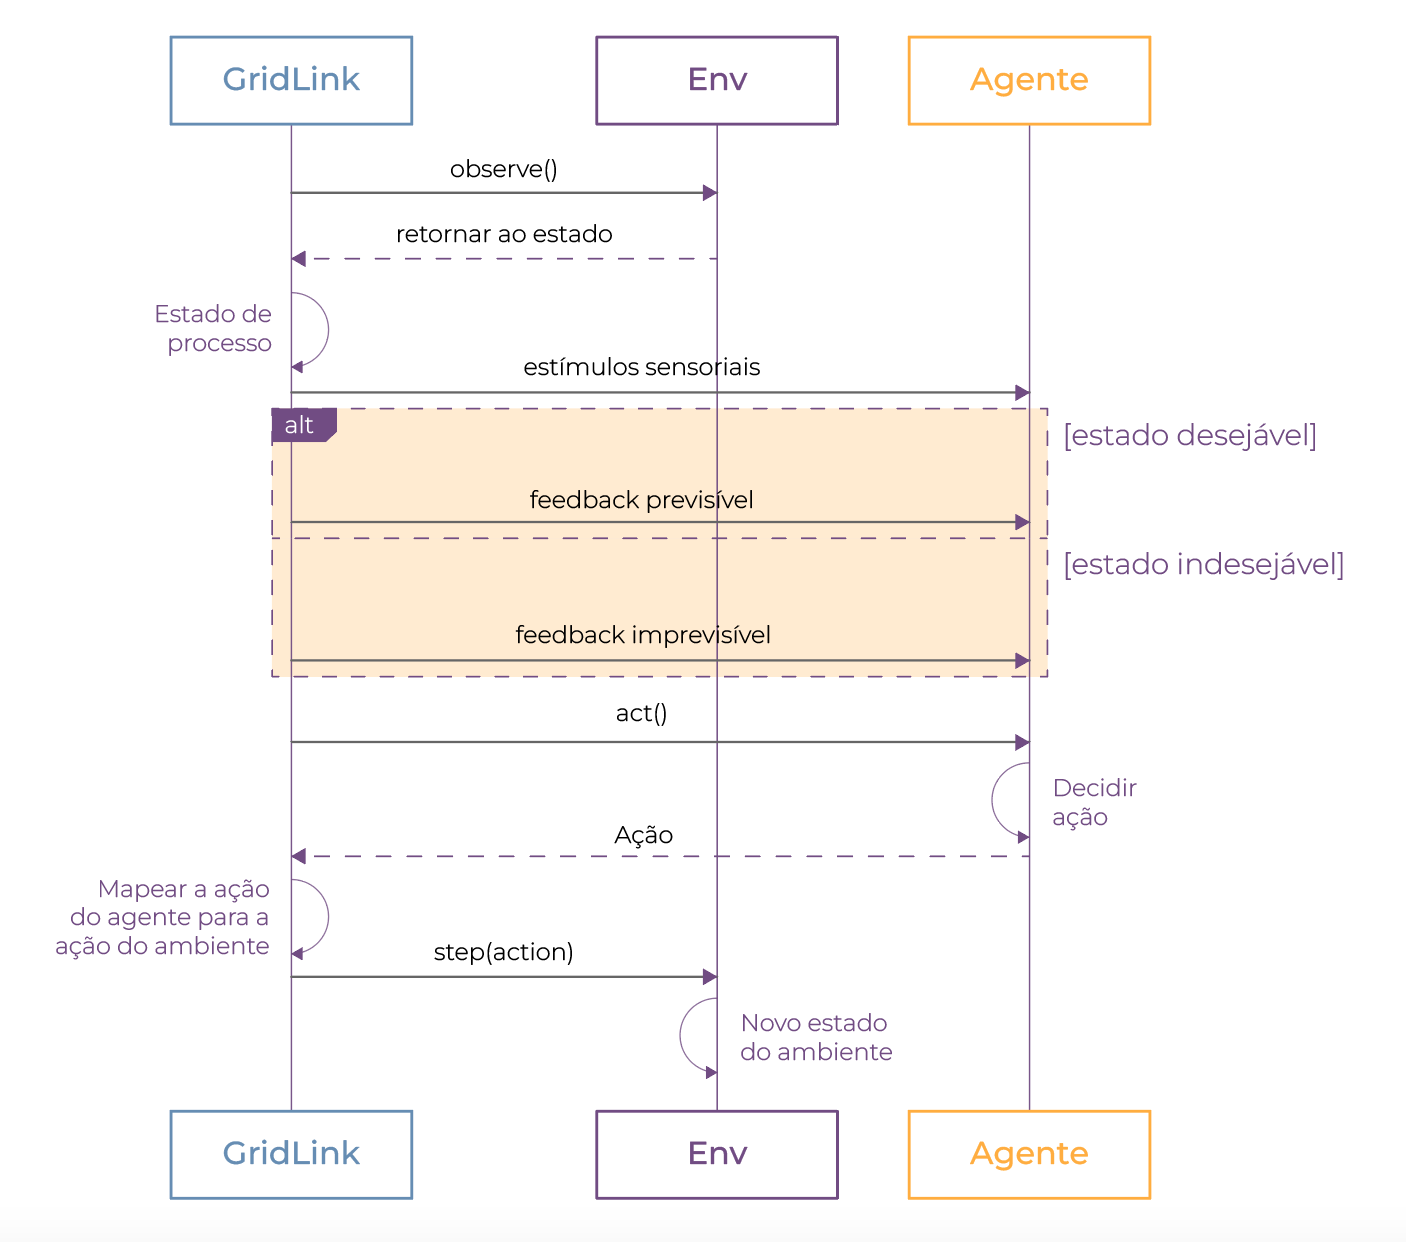 GridLink
Env
Agente
observe()
retornar ao estado
Estado de
processo
estímulos sensoriais
alt
[estado desejável]
feedback previsível
[estado indesejável]
feedback imprevisível
act()
Decidir
ação
Ação
Mapear a ação
do agente para a
ação do ambiente
step(action)
Novo estado
do ambiente
GridLink
Env
Agente